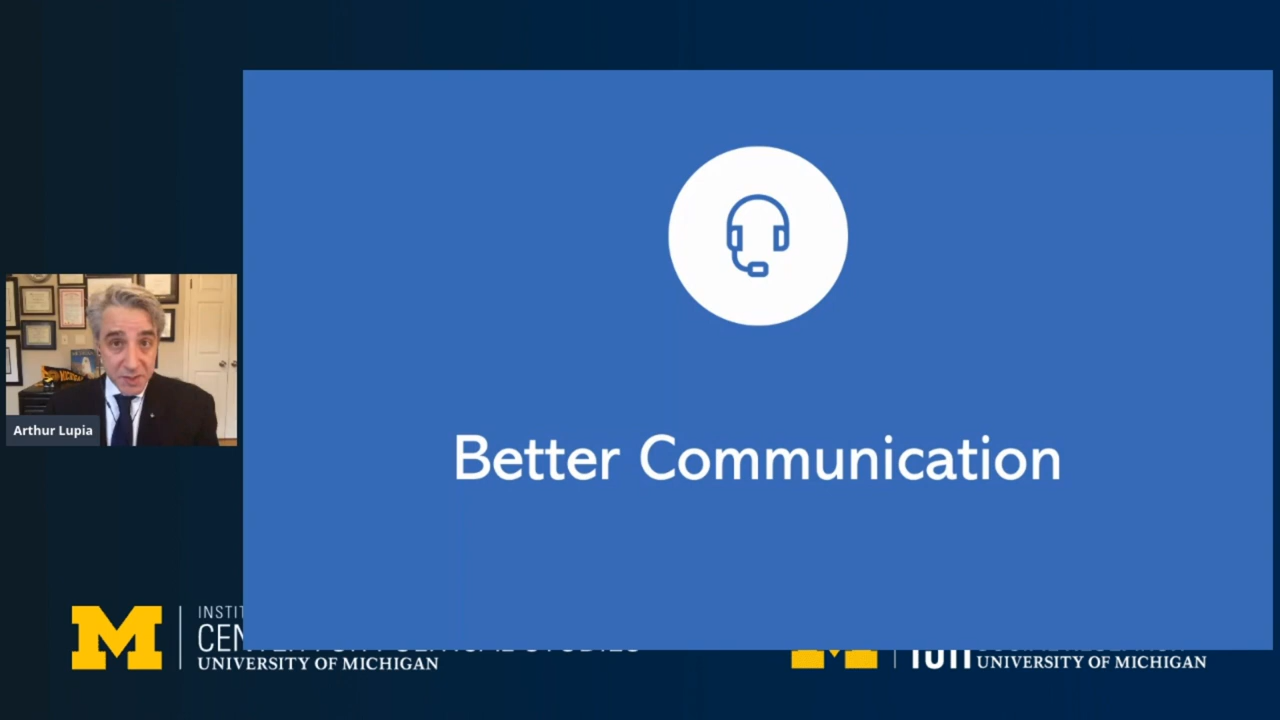 Better Communication
Arthur Lupia
M
UNIVERSITY OF MICHIGAN
UNIVERSITY OF MICHIGAN